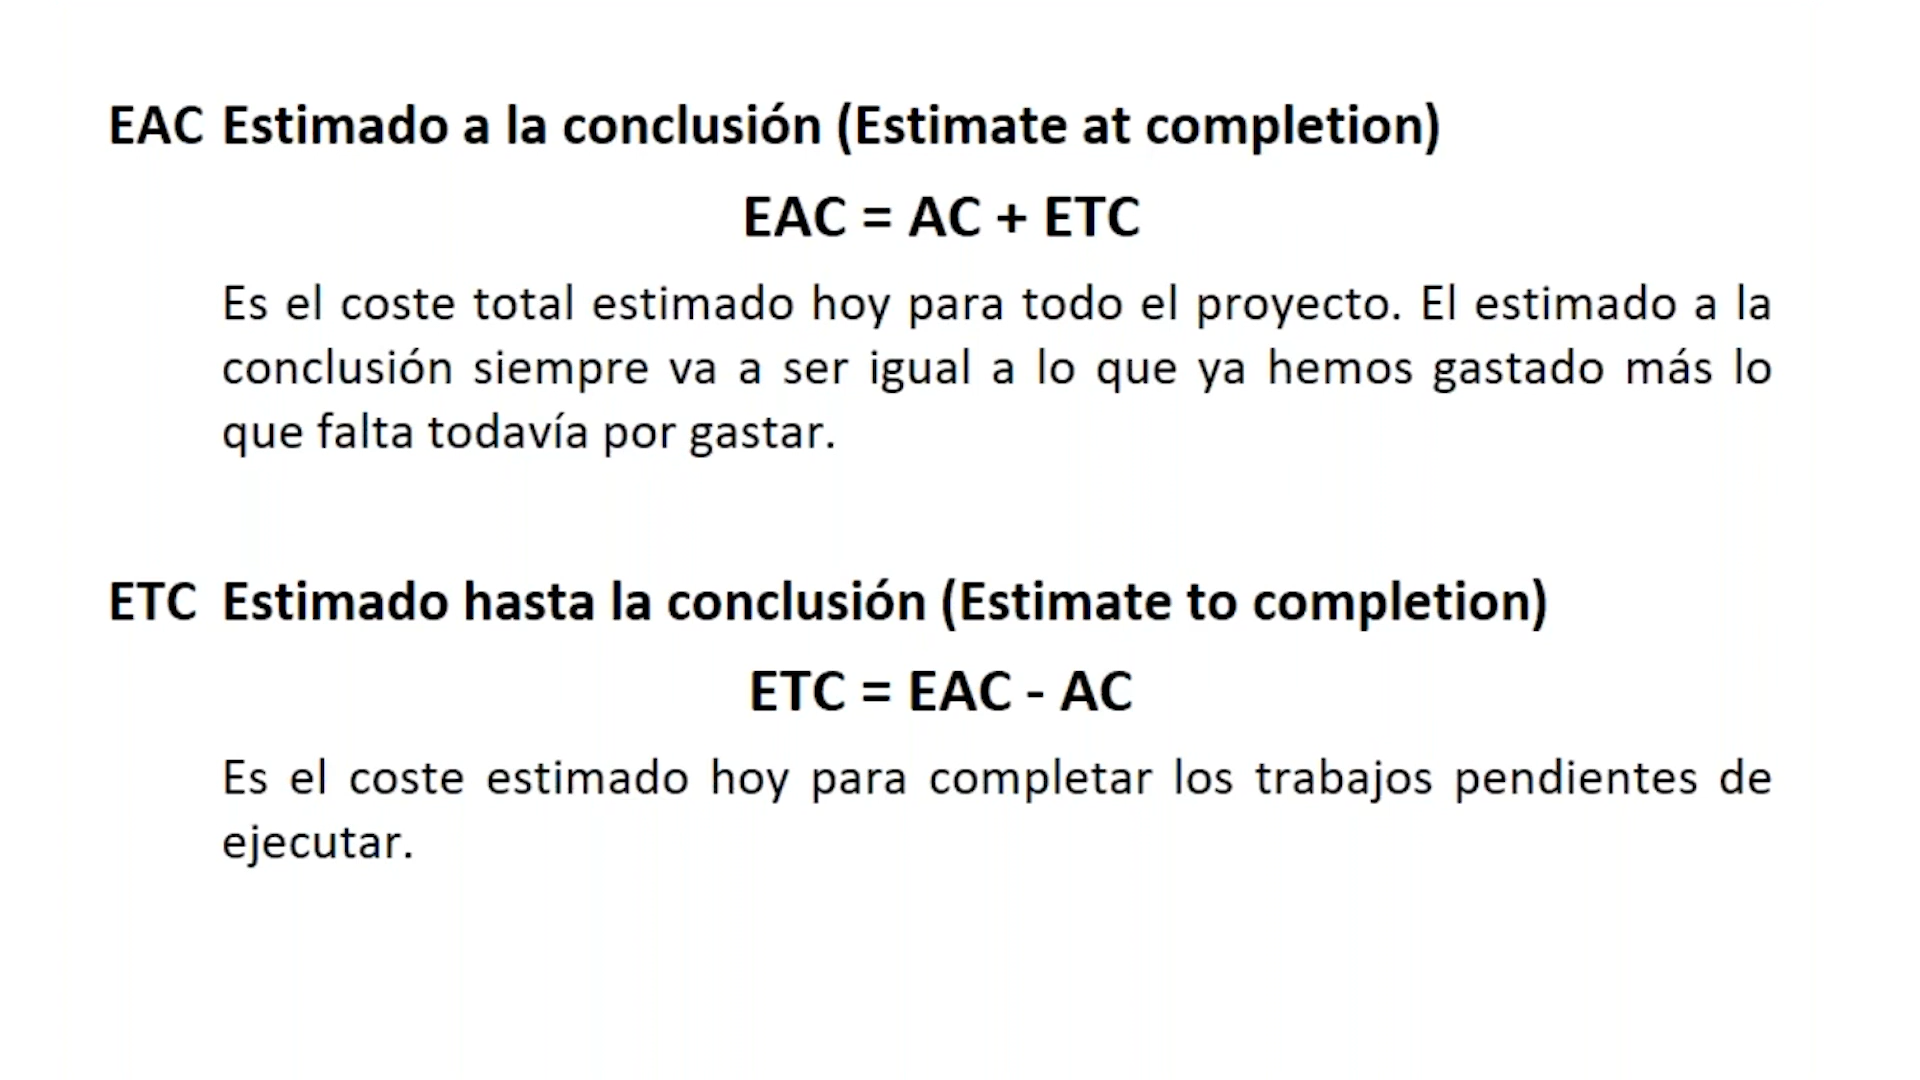 EAC Estimado a la conclusión (Estimate at completion)
EAC = AC + ETC
Es el coste total estimado hoy para todo el proyecto. El estimado a la
conclusión siempre va a ser igual a lo que ya hemos gastado más lo
que falta todavía por gastar.
ETC Estimado hasta la conclusión (Estimate to completion)
ETC = EAC - AC
Es el coste estimado hoy para completar los trabajos pendientes de
ejecutar.